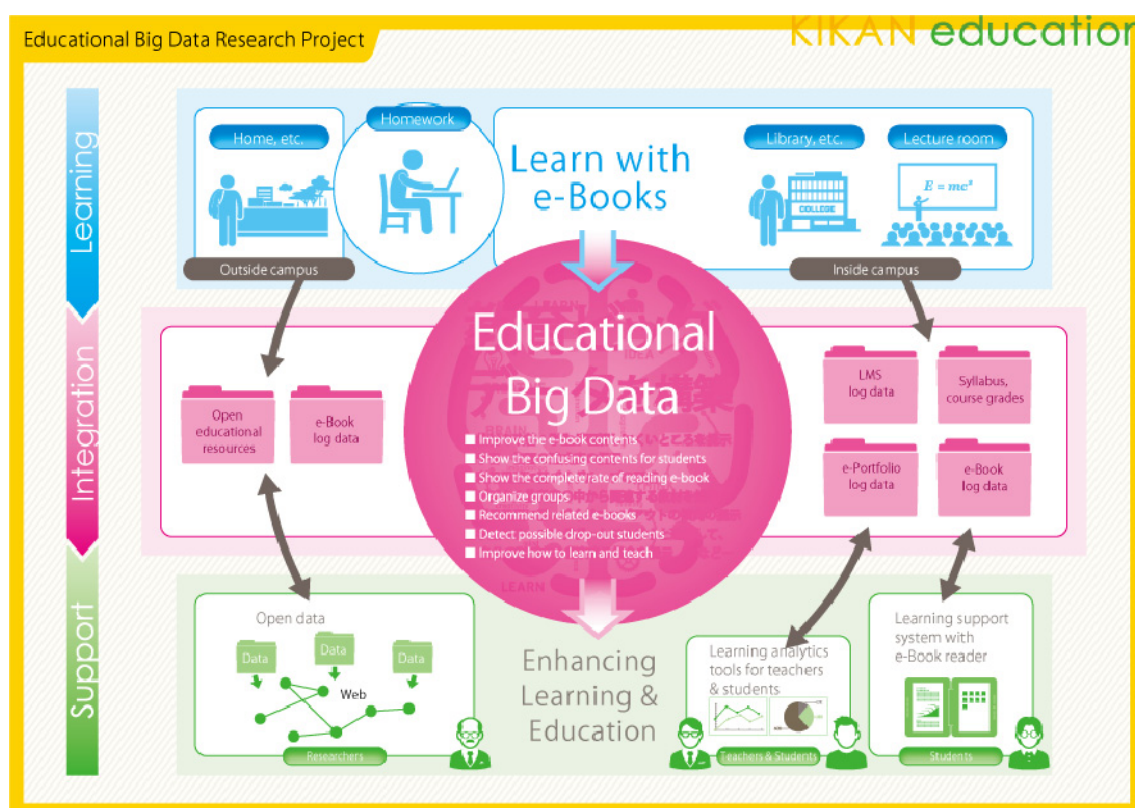 Educational Big Data Research Project
KIKAN education
Learning
Home, etc.
Homework
Learn with
e-Books
Library, etc.
Lecture room
COLLEGE
E = mc²
Outside campus
Inside campus
Integration
Open
educational
resources
e-Book
log data
Educational
Big Data
■ Improve the e-book contents
■ Show the confusing contents for students
■ Show the complete rate of reading e-book
■ Organize groups
■ Recommend related e-books
■ Detect possible drop-out students
■ Improve how to learn and teach
LEARN
IDEA
BRAIN
LEARN
LMS
log data
Syllabus,
course grades
e-Portfolio
log data
e-Book
log data
Support
Open data
Data
Data
Data
Web
Researchers
Enhancing
Learning &
Education
Learning analytics
tools for teachers
& students
Teachers & Students
Learning support
system with
e-Book reader
Students